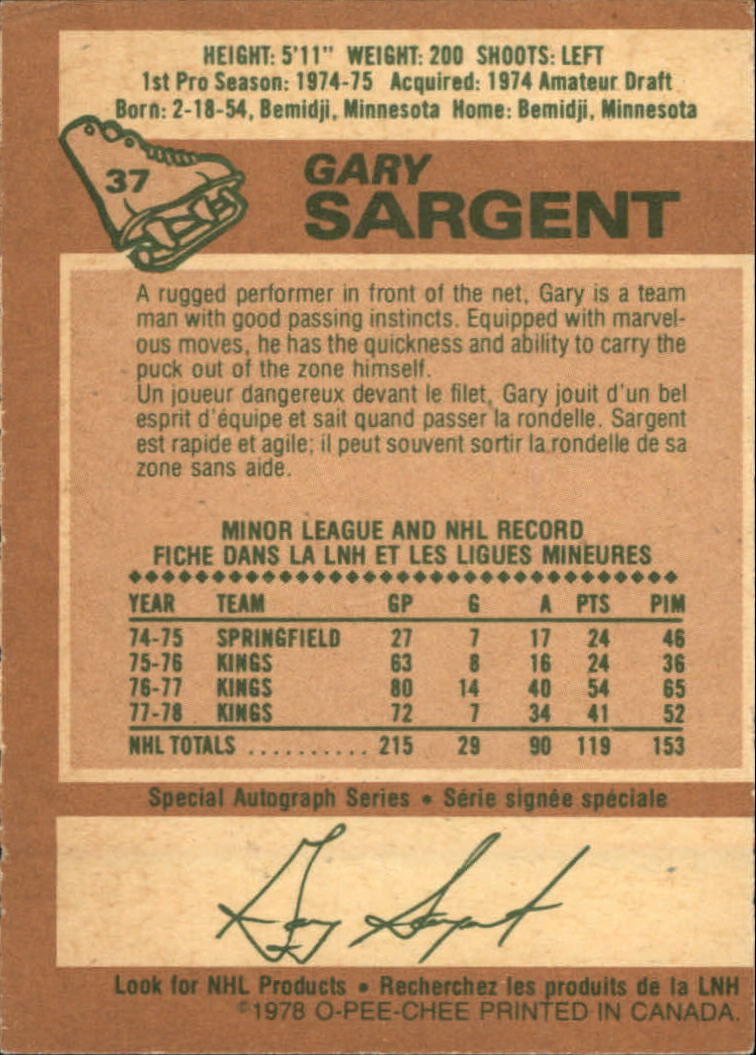 HEIGHT: 5'11" WEIGHT: 200 SHOOTS: LEFT
1st Pro Season: 1974-75 Acquired: 1974 Amateur Draft
Born: 2-18-54, Bemidji, Minnesota Home: Bemidji, Minnesota
37
GARY
SARGENT
A rugged performer in front of the net, Gary is a team
man with good passing instincts. Equipped with marvel-
ous moves, he has the quickness and ability to carry the
puck out of the zone himself.
Un joueur dangereux devant le filet, Gary jouit d'un bel
esprit d'équipe et sait quand passer la rondelle. Sargent
est rapide et agile; il peut souvent sortir la rondelle de sa
zone sans aide.
MINOR LEAGUE AND NHL RECORD
FICHE DANS LA LNH ET LES LIGUES MINEURES
YEAR TEAM GP G A PTS PIM
74-75 SPRINGFIELD 27 7 17 24 46
75-76 KINGS 63 8 16 24 36
76-77 KINGS 80 14 40 54 65
77-78 KINGS 72 7 34 41 52
NHL TOTALS .......... 215 29 90 119 153
Special Autograph Series • Série signée spéciale
Gary Sargent
Look for NHL Products • Recherchez les produits de la LNH
©1978 O-PEE-CHEE PRINTED IN CANADA.